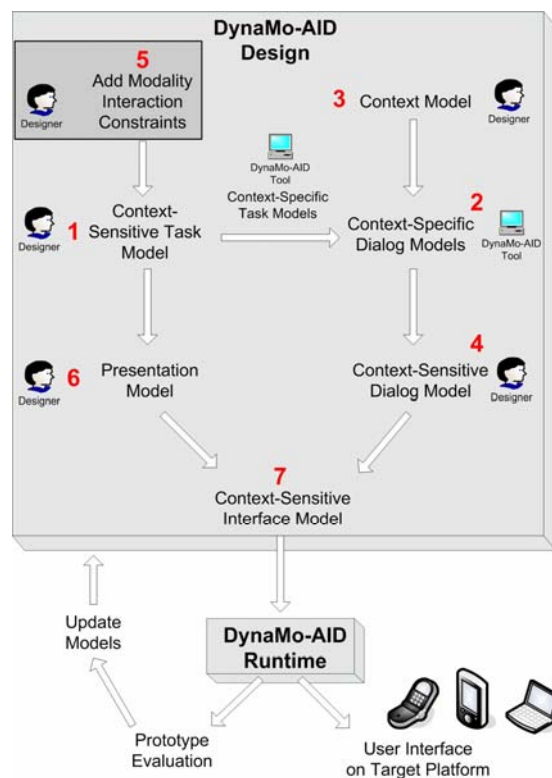 DynaMo-AID
Design
5
Add Modality
Interaction
Constraints
Designer
3
Context Model
Designer
DynaMo-AID
Tool
Context-Specific
Task Models
1
Designer
Context-
Sensitive Task
Model
2
Context-Specific
Dialog Models
DynaMo-AID
Tool
6
Designer
Presentation
Model
4
Context-Sensitive
Dialog Model
Designer
7
Context-Sensitive
Interface Model
Update
Models
DynaMo-AID
Runtime
Prototype
Evaluation
User Interface
on Target Platform